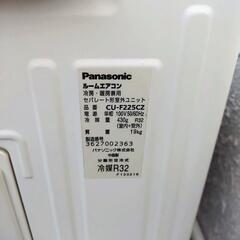 Panasonic
ルームエアコン
冷房・暖房兼用
セパレート形室外ユニット
品番 CU-F225CZ
電源 単相 100V 50/60Hz
冷媒量 430g R32
(室内+室外)
質量 19kg
製造番号
3627002363
パナソニック株式会社
中国製
冷媒R32